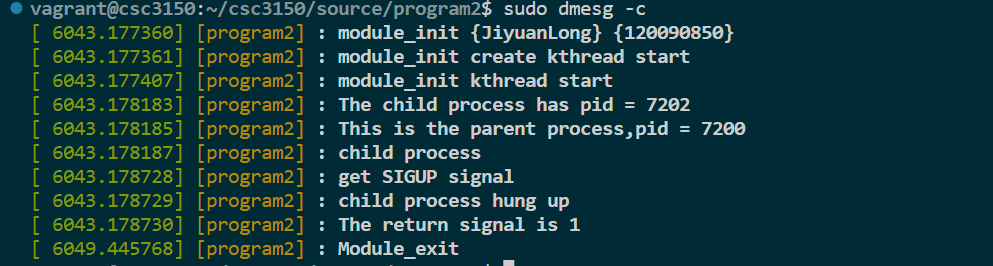 vagrant@csc3150:~/csc3150/source/program2$ sudo dmesg -c
[ 6043.177360] [program2] : module_init {JiyuanLong} {120090850}
[ 6043.177361] [program2] : module_init create kthread start
[ 6043.177407] [program2] : module_init kthread start
[ 6043.178183] [program2] : The child process has pid = 7202
[ 6043.178185] [program2] : This is the parent process,pid = 7200
[ 6043.178187] [program2] : child process
[ 6043.178728] [program2] : get SIGUP signal
[ 6043.178729] [program2] : child process hung up
[ 6043.178730] [program2] : The return signal is 1
[ 6049.445768] [program2] : Module_exit